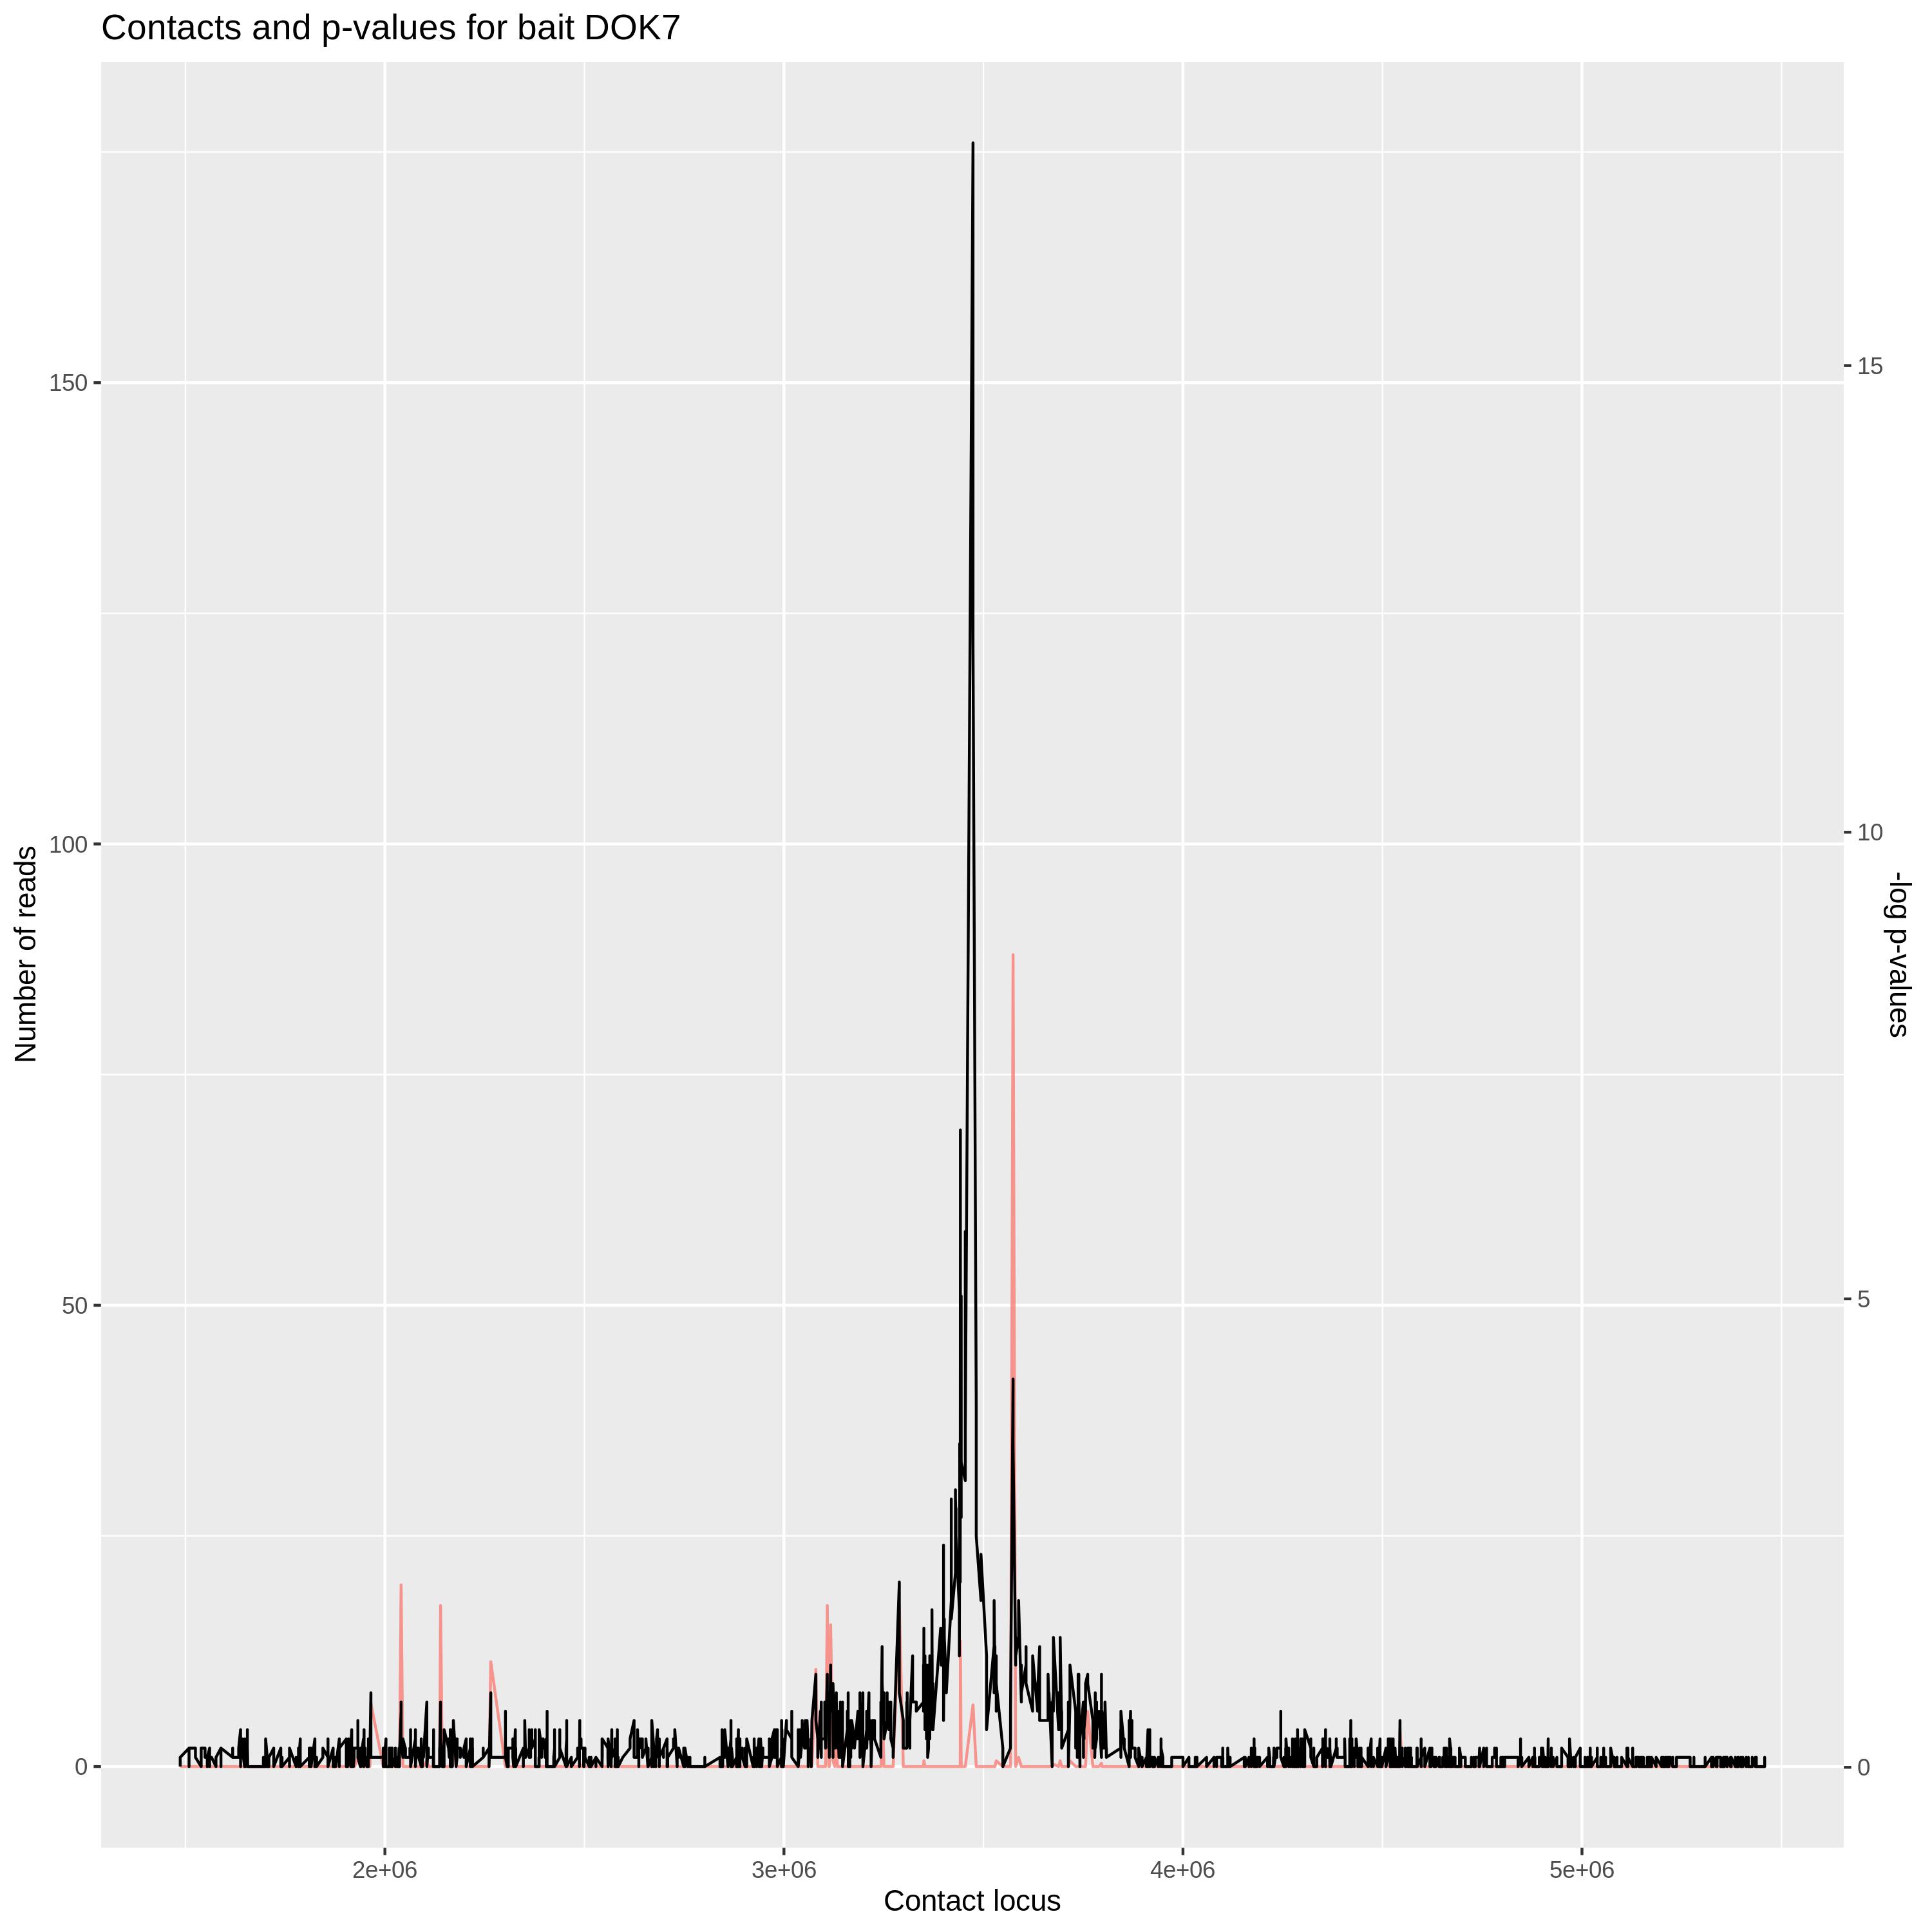 Contacts and p-values for bait DOK7
150
100
50
0
15
10
5
0
Number of reads
-log p-values
2e+06
3e+06
4e+06
5e+06
Contact locus